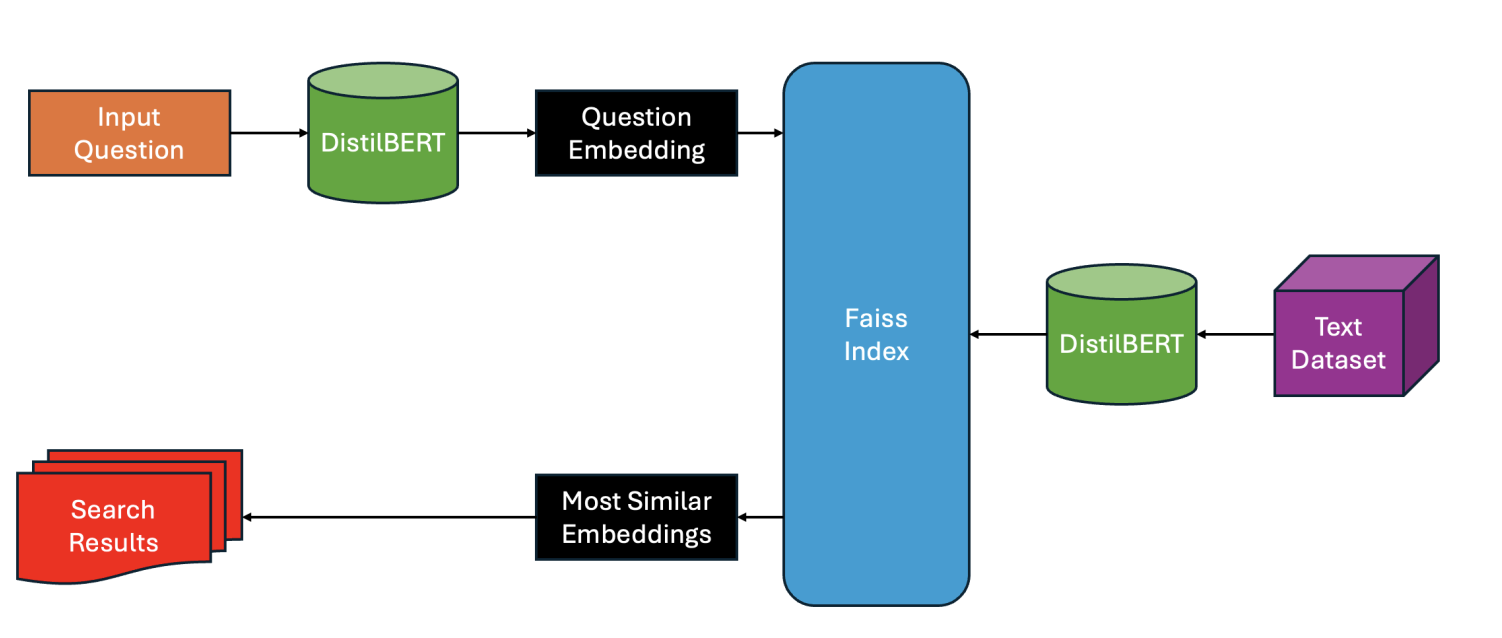 Input
Question
DistilBERT
Question
Embedding
Faiss
Index
DistilBERT
Text
Dataset
Most Similar
Embeddings
Search
Results